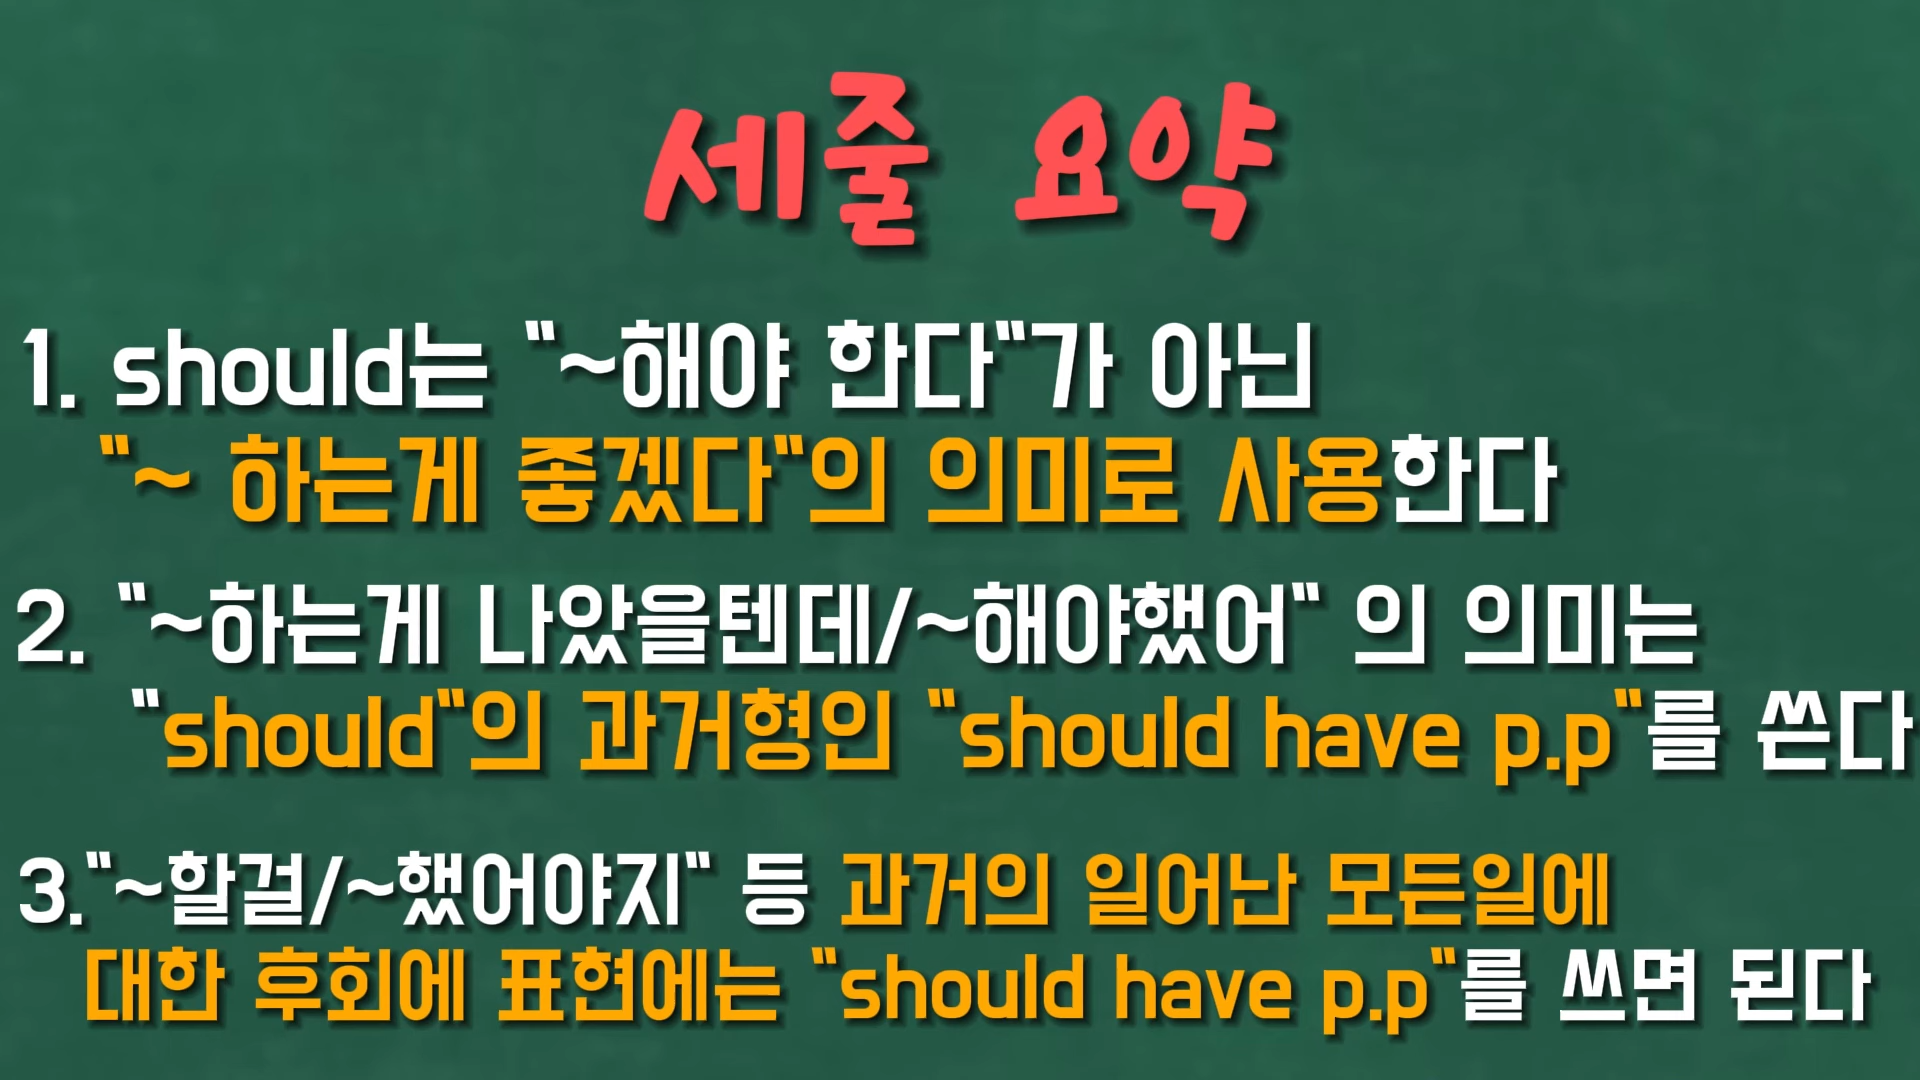 세줄 요약
1. should는 "~해야 한다"가 아닌
"~ 하는게 좋겠다"의 의미로 사용한다
2. "~하는게 나았을텐데/~해야했어" 의 의미는
"should"의 과거형인 "should have p.p"를 쓴다
3."~할걸/~했어야지" 등 과거의 일어난 모든일에
대한 후회에 표현에는 "should have p.p"를 쓰면 된다